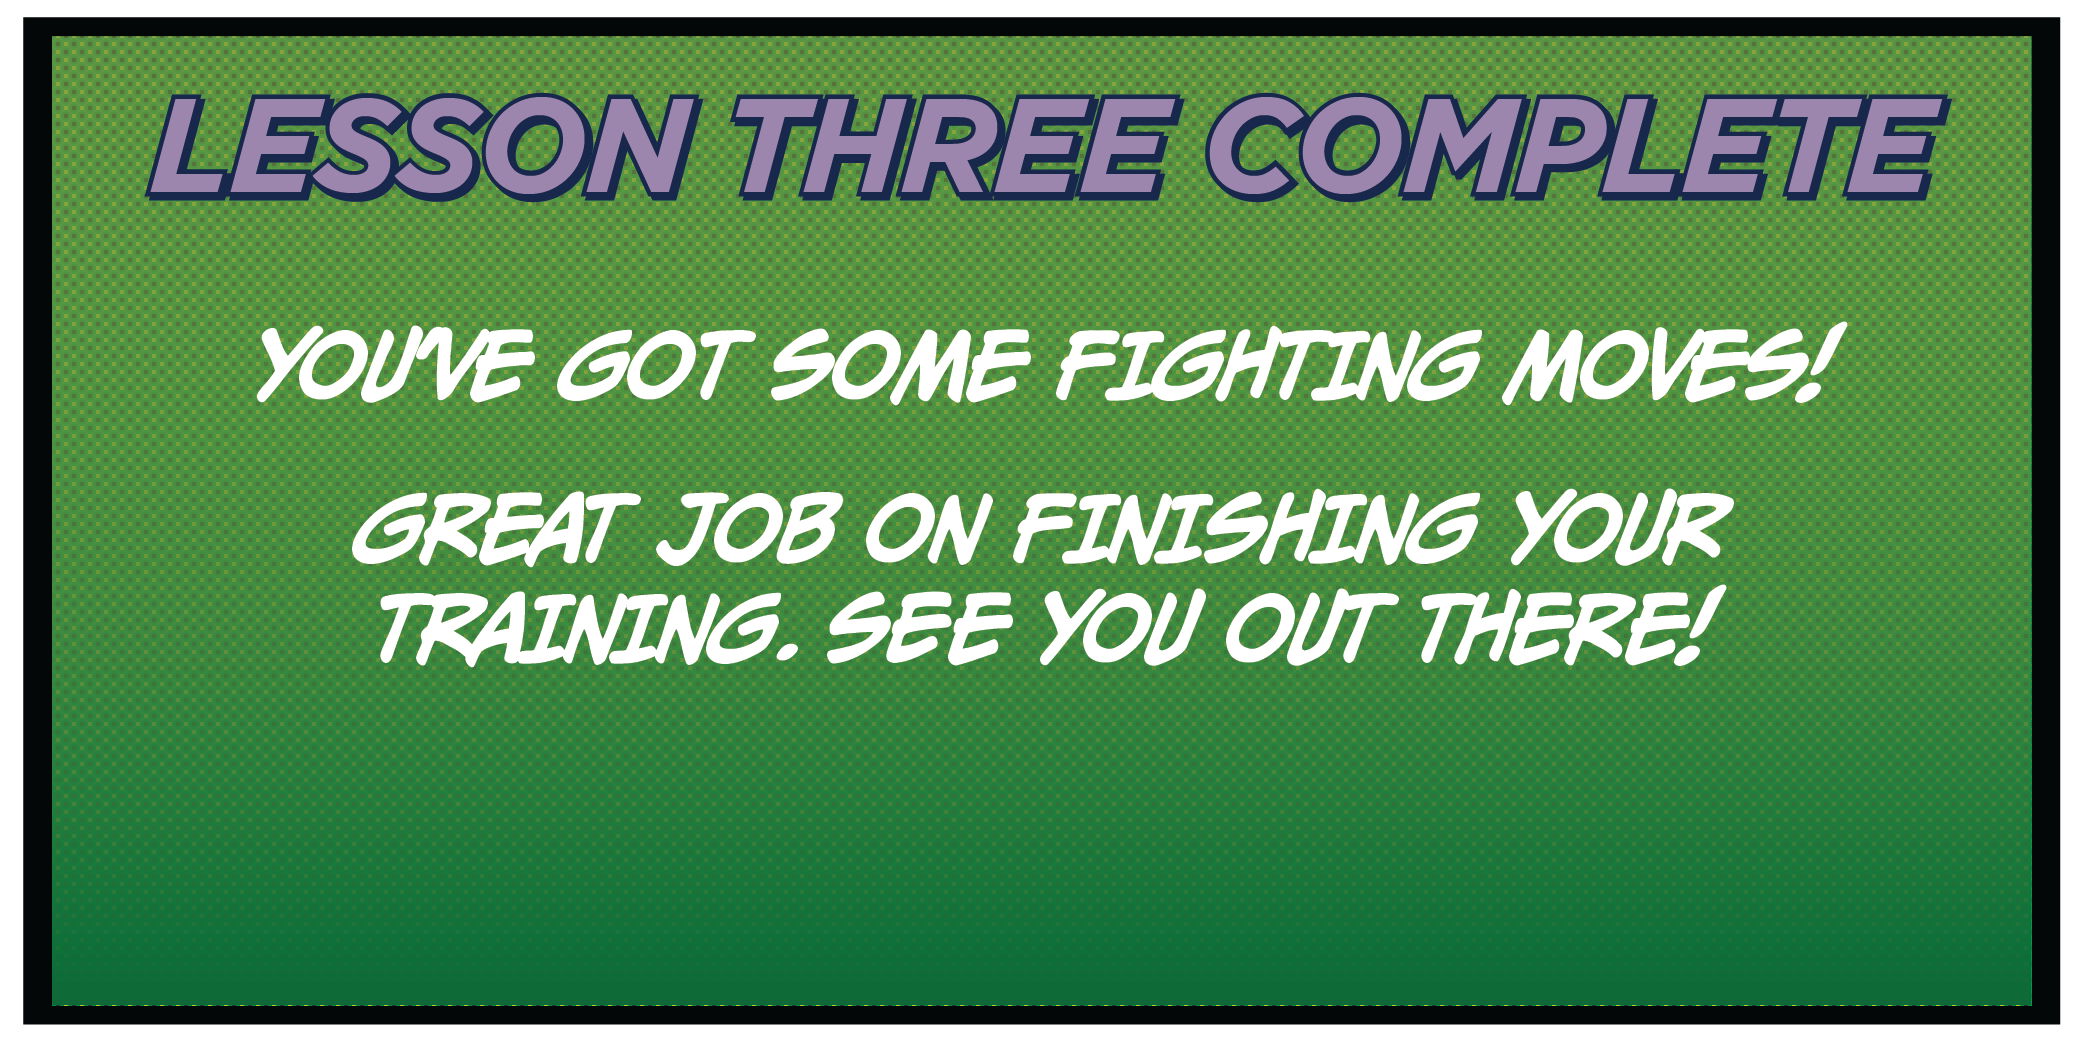 LESSON THREE COMPLETE
YOU'VE GOT SOME FIGHTING MOVES!
GREAT JOB ON FINISHING YOUR
TRAINING. SEE YOU OUT THERE!